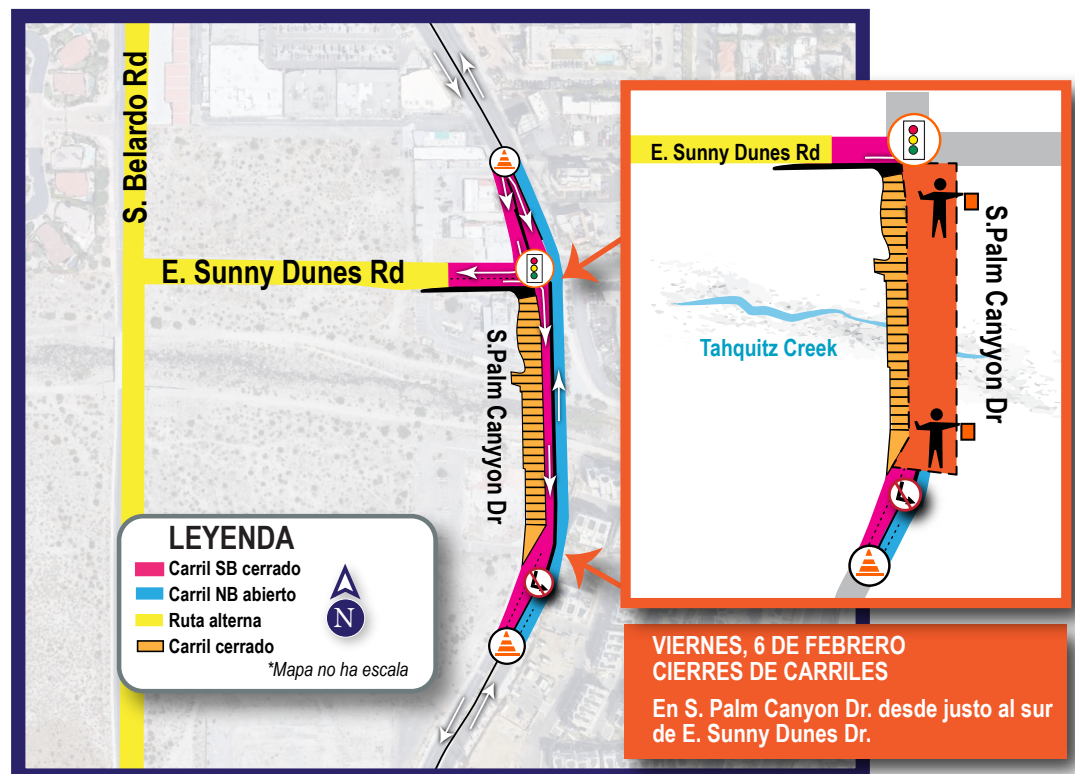 S. Belardo Rd
E. Sunny Dunes Rd
S.Palm Canyyon Dr
LEYENDA
Carril SB cerrado
Carril NB abierto
Ruta alterna
Carril cerrado
N
*Mapa no ha escala
E. Sunny Dunes Rd
S.Palm Canyyon Dr
Tahquitz Creek
VIERNES, 6 DE FEBRERO
CIERRES DE CARRILES
En S. Palm Canyon Dr. desde justo al sur
de E. Sunny Dunes Dr.